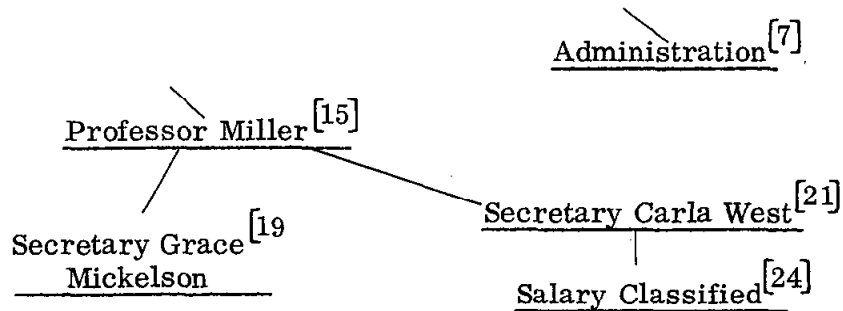 Administration[7]
Professor Miller[15]
Secretary Carla West[21]
Secretary Grace[19
Mickelson
Salary Classified[24]